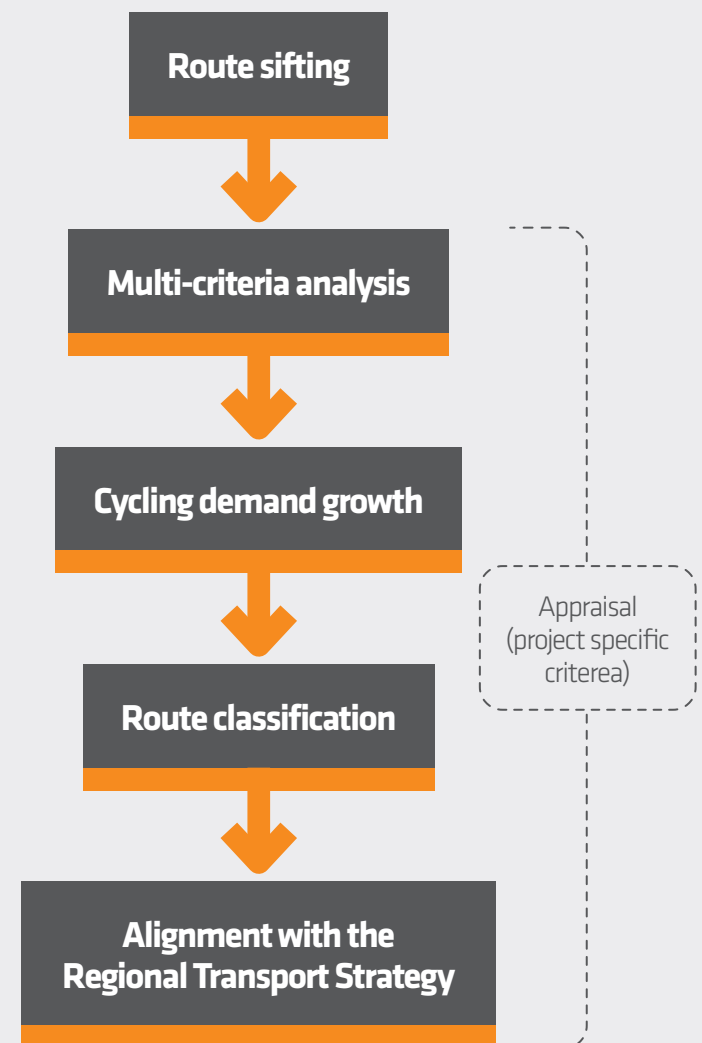 Route sifting
Multi-criteria analysis
Cycling demand growth
Appraisal
(project specific
criterea)
Route classification
Alignment with the
Regional Transport Strategy